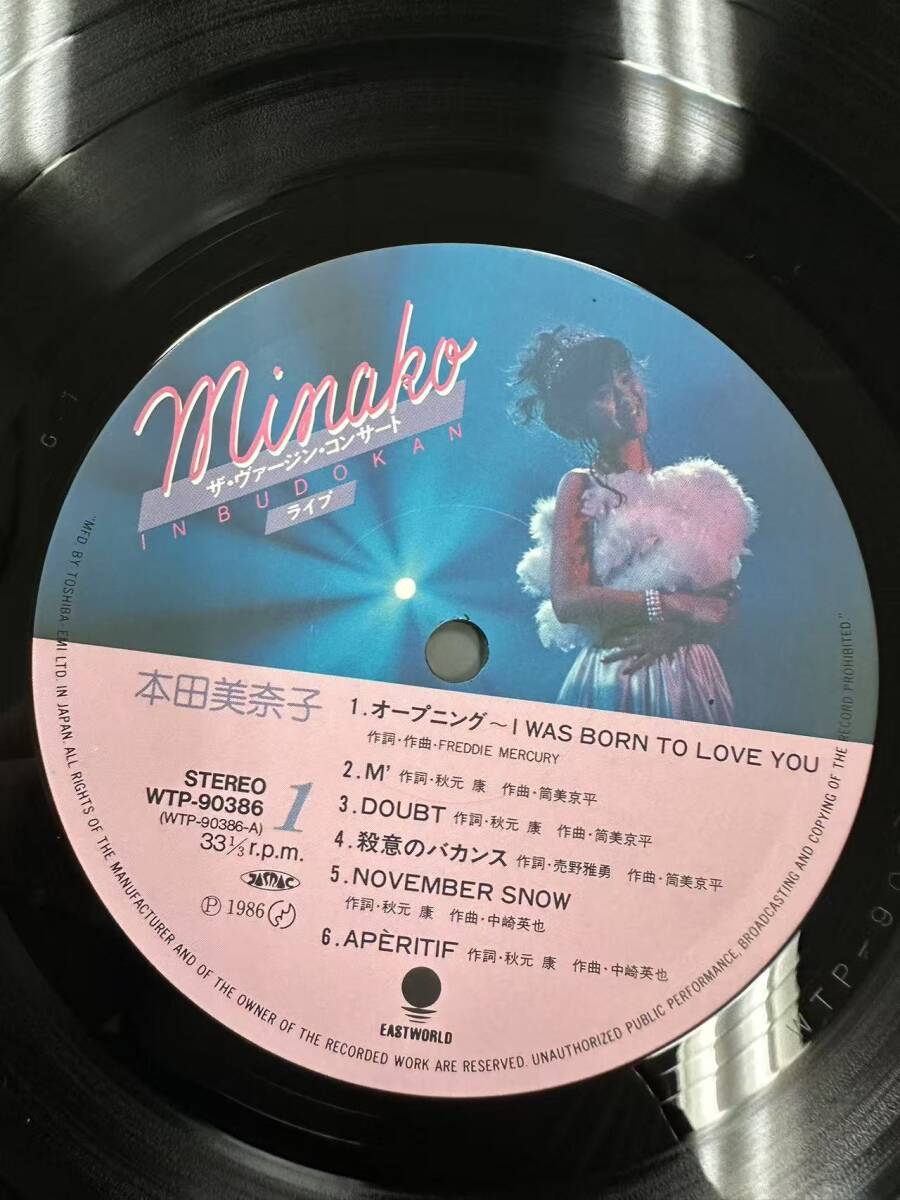 Minako
ザ・ヴァージン・コンサート
IN BUDOKAN
ライブ
本田美奈子
STEREO
WTP-90386
(WTP-90386-A)
33⅓r.p.m.
1
JASRAC
Ⓟ 1986
1.オープニング～I WAS BORN TO LOVE YOU
作詞・作曲・FREDDIE MERCURY
2.M' 作詞・秋元 康 作曲・筒美京平
3.DOUBT 作詞・秋元 康 作曲・筒美京平
4.殺意のバカンス 作詞・売野雅勇 作曲・筒美京平
5.NOVEMBER SNOW
作詞・秋元 康 作曲・中崎英也
6.APÈRITIF 作詞・秋元 康 作曲・中崎英也
EASTWORLD
"MFD. BY TOSHIBA-EMI LTD. IN JAPAN. ALL RIGHTS OF THE MANUFACTURER AND OF THE OWNER OF THE RECORDED WORK ARE RESERVED. UNAUTHORIZED PUBLIC PERFORMANCE, BROADCASTING AND COPYING OF THE RECORD PROHIBITED."